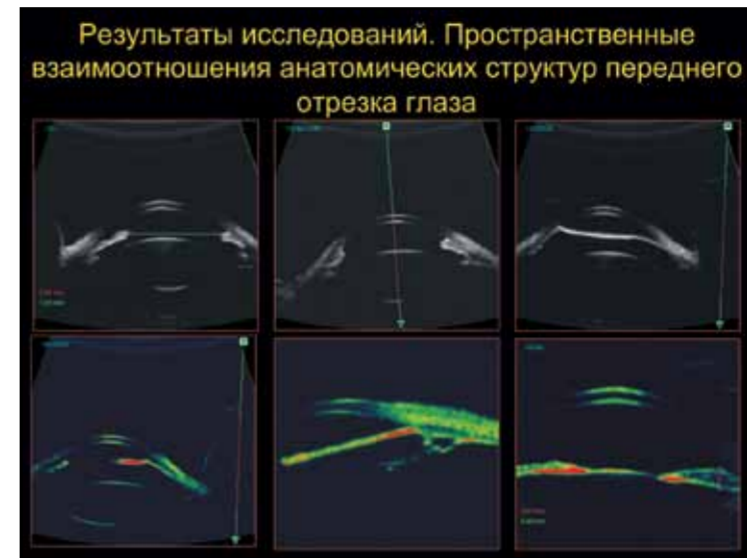 Результаты исследований. Пространственные
взаимоотношения анатомических структур переднего
отрезка глаза